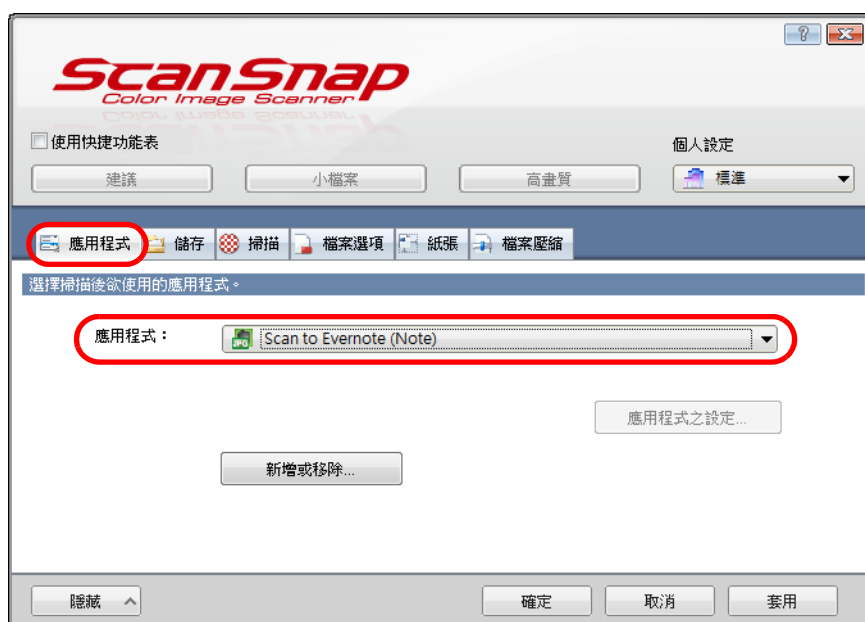 ScanSnap
Color Image Scanner
使用快捷功能表
個人設定
建議 小檔案 高畫質 標準
應用程式 儲存 掃描 檔案選項 紙張 檔案壓縮
選擇掃描後欲使用的應用程式。
應用程式： JPG Scan to Evernote (Note)
應用程式之設定...
新增或移除...
隱藏 確定 取消 套用